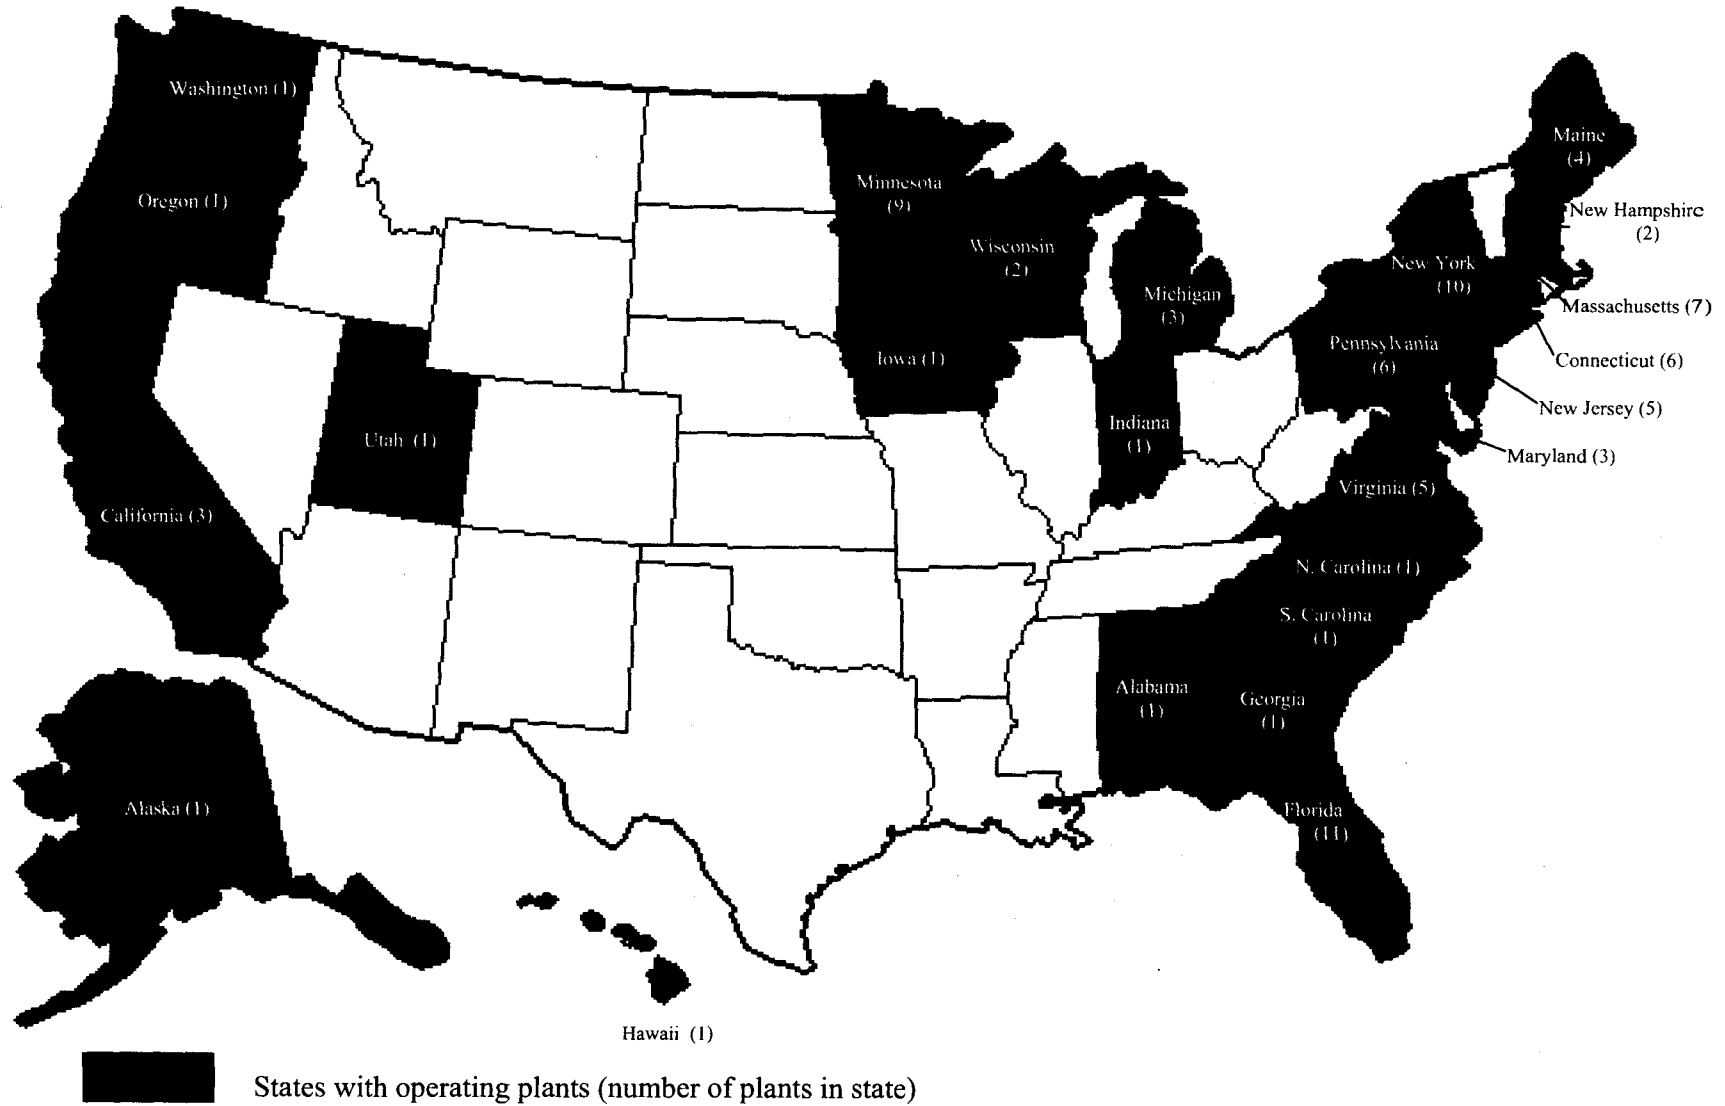 Washington (1)
Oregon (1)
California (3)
Utah (1)
Alaska (1)
Hawaii (1)
Minnesota
(9)
Wisconsin
(2)
Iowa (1)
Michigan
(3)
Indiana
(1)
Maine
(4)
New Hampshire
(2)
New York
(10)
Massachusetts (7)
Pennsylvania
(6)
Connecticut (6)
New Jersey (5)
Maryland (3)
Virginia (5)
N. Carolina (1)
S. Carolina
(1)
Alabama
(1)
Georgia
(1)
Florida
(11)
States with operating plants (number of plants in state)